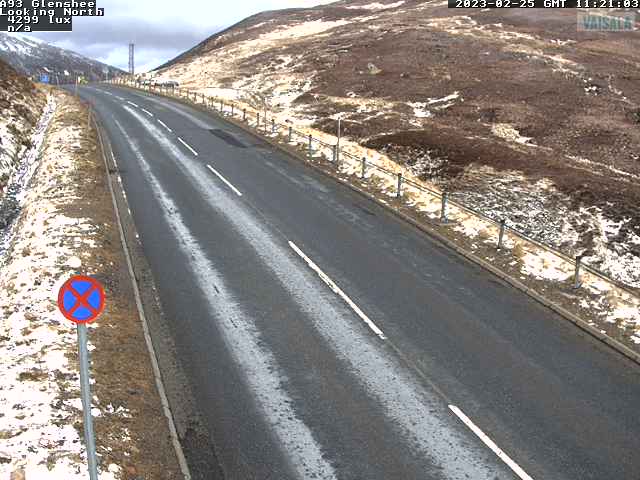 A93 Glenshee
Looking North
4299 lux
n/a
2023-02-25 GMT 11:21:03
VAISALA